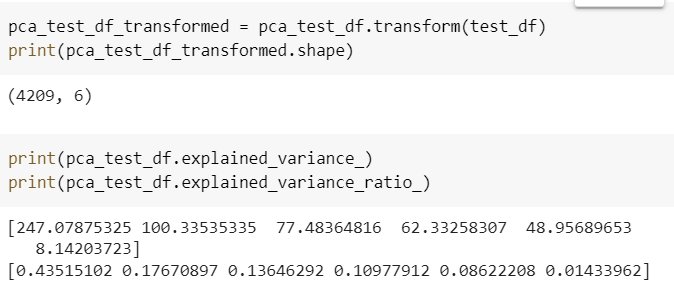 pca_test_df_transformed = pca_test_df.transform(test_df)
print(pca_test_df_transformed.shape)
(4209, 6)
print(pca_test_df.explained_variance_)
print(pca_test_df.explained_variance_ratio_)
[247.07875325 100.33535335  77.48364816  62.33258307  48.95689653
   8.14203723]
[0.43515102 0.17670897 0.13646292 0.10977912 0.08622208 0.01433962]